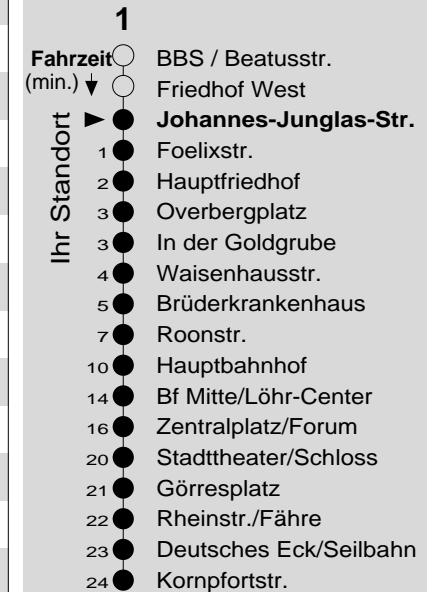 1
Fahrzeit BBS / Beatusstr.
(min.) Friedhof West
Ihr Standort
Johannes-Junglas-Str.
1 Foelixstr.
2 Hauptfriedhof
3 Overbergplatz
3 In der Goldgrube
4 Waisenhausstr.
5 Brüderkrankenhaus
7 Roonstr.
10 Hauptbahnhof
14 Bf Mitte/Löhr-Center
16 Zentralplatz/Forum
20 Stadttheater/Schloss
21 Görresplatz
22 Rheinstr./Fähre
23 Deutsches Eck/Seilbahn
24 Kornpfortstr.